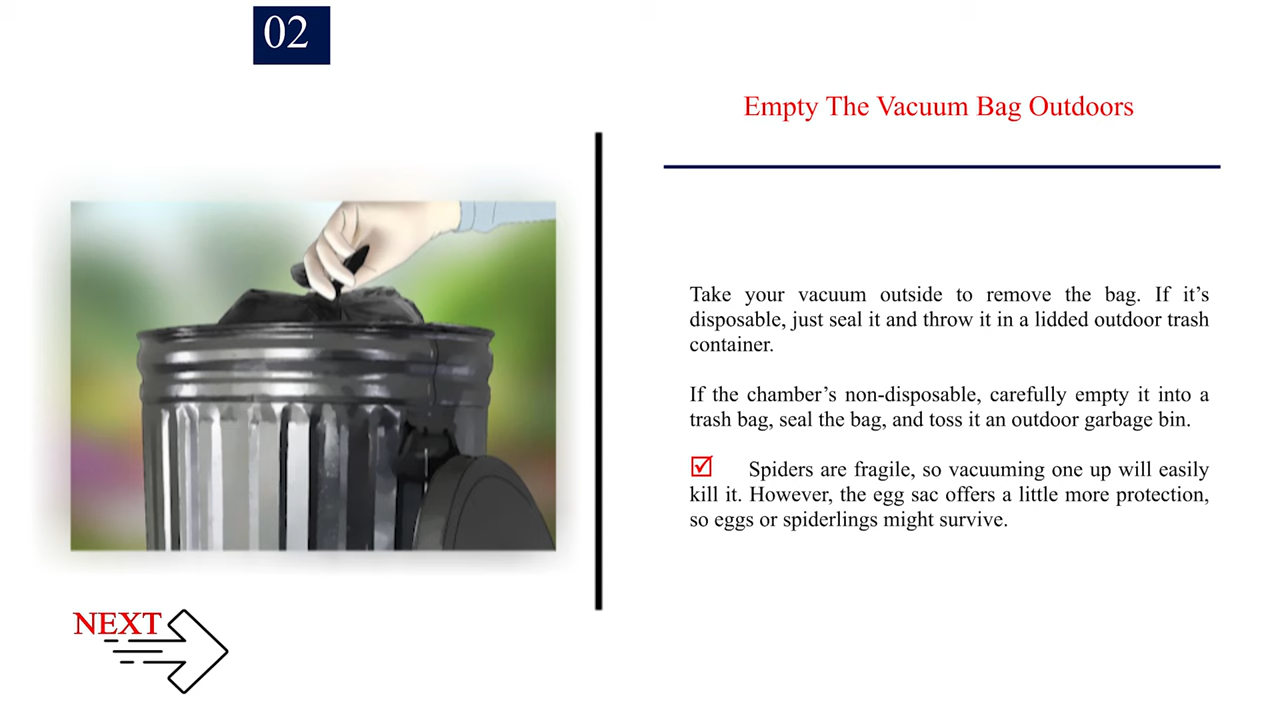 02
Empty The Vacuum Bag Outdoors
Take your vacuum outside to remove the bag. If it’s
disposable, just seal it and throw it in a lidded outdoor trash
container.
If the chamber’s non-disposable, carefully empty it into a
trash bag, seal the bag, and toss it an outdoor garbage bin.
Spiders are fragile, so vacuuming one up will easily
kill it. However, the egg sac offers a little more protection,
so eggs or spiderlings might survive.
NEXT